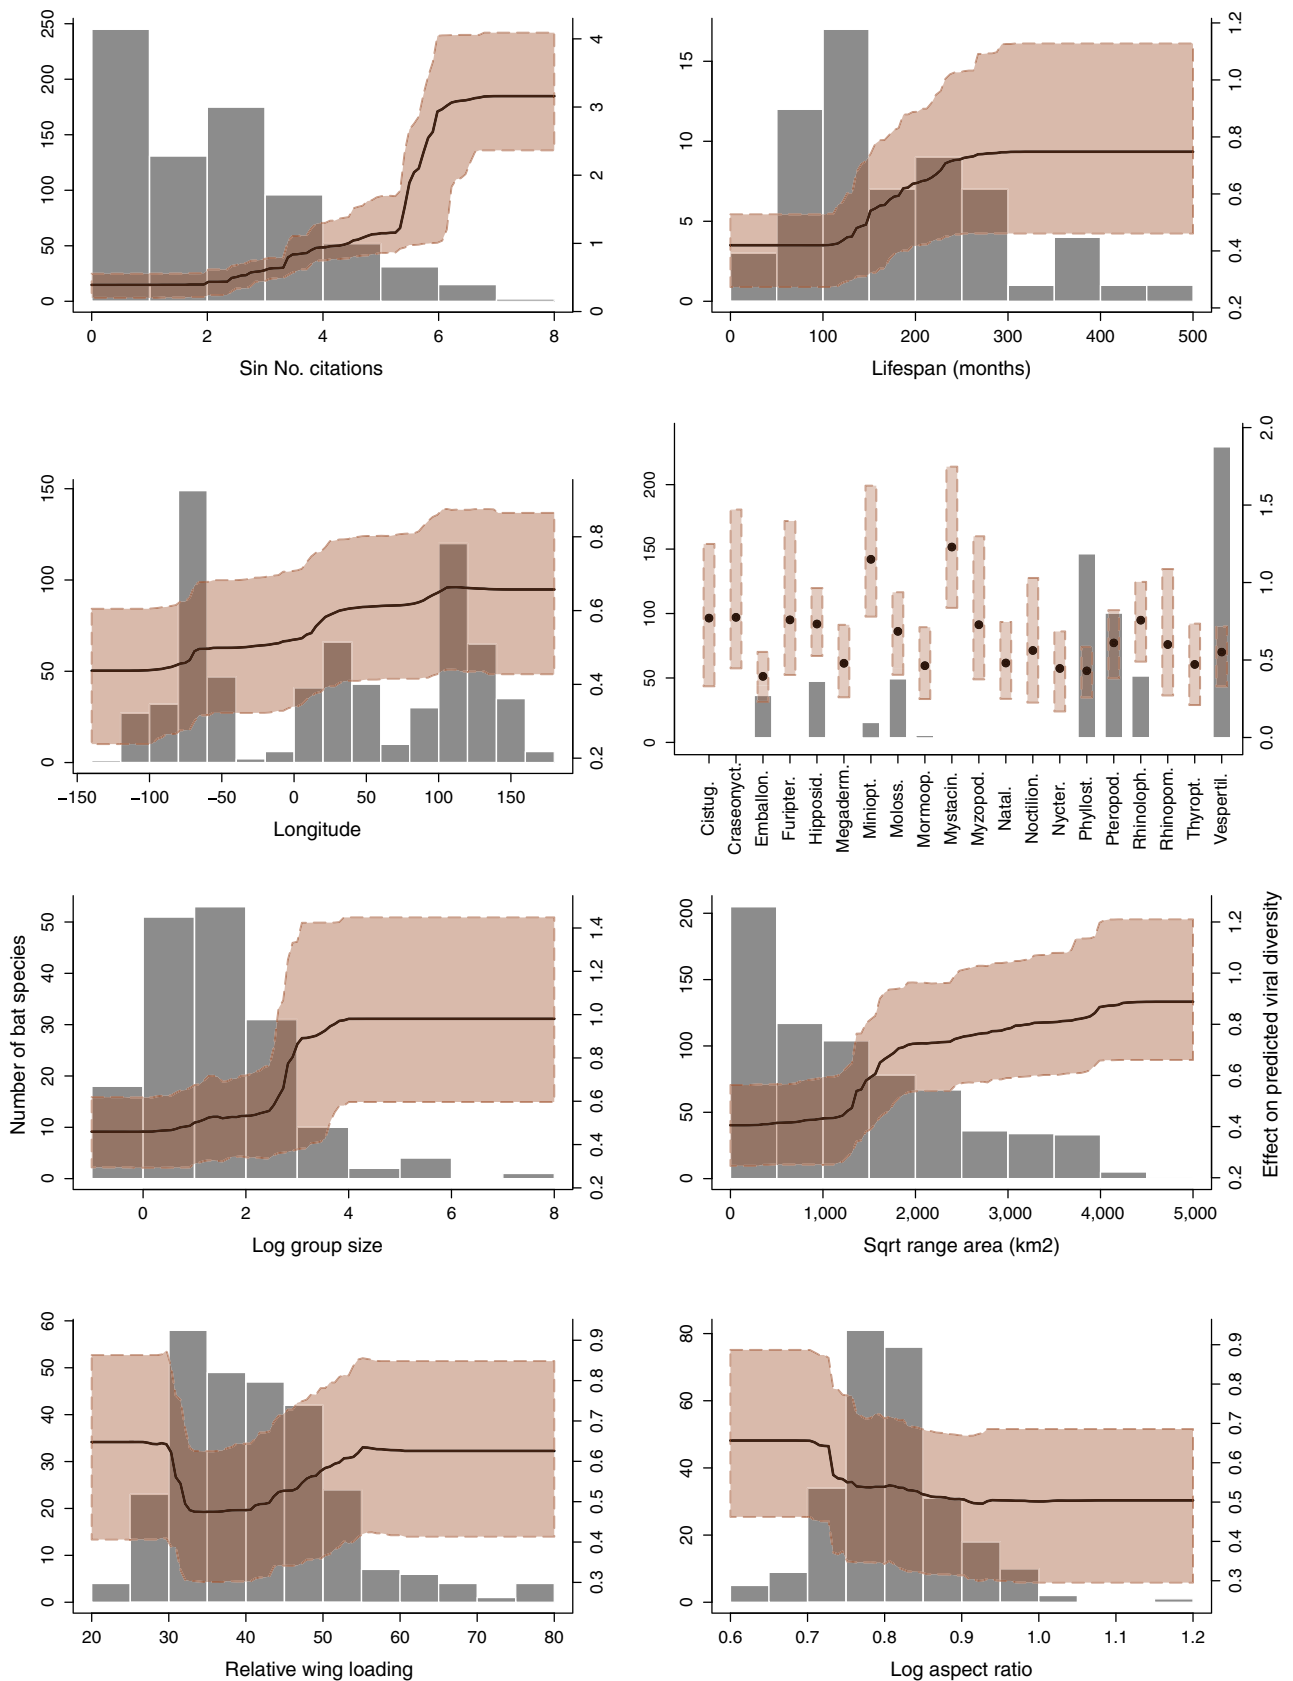 0 50 100 150 200 250
0 1 2 3 4
0 2 4 6 8
Sin No. citations
0 5 10 15
0.2 0.4 0.6 0.8 1.0 1.2
0 100 200 300 400 500
Lifespan (months)
0 50 100 150
0.2 0.4 0.6 0.8
−150 −100 −50 0 50 100 150
Longitude
0 50 100 150 200
0.0 0.5 1.0 1.5 2.0
Cistug.
Craseonyct.
Emballon.
Furipter.
Hipposid.
Megaderm.
Miniopt.
Moloss.
Mormoop.
Mystacin.
Myzopod.
Natal.
Noctilion.
Nycter.
Phyllost.
Pteropod.
Rhinoloph.
Rhinopom.
Thyropt.
Vespertil.
Number of bat species
0 10 20 30 40 50
0.2 0.4 0.6 0.8 1.0 1.2 1.4
0 2 4 6 8
Log group size
0 50 100 150 200
0.2 0.4 0.6 0.8 1.0 1.2
Effect on predicted viral diversity
0 1,000 2,000 3,000 4,000 5,000
Sqrt range area (km2)
0 10 20 30 40 50 60
0.3 0.4 0.5 0.6 0.7 0.8 0.9
20 30 40 50 60 70 80
Relative wing loading
0 20 40 60 80
0.3 0.4 0.5 0.6 0.7 0.8 0.9
0.6 0.7 0.8 0.9 1.0 1.1 1.2
Log aspect ratio